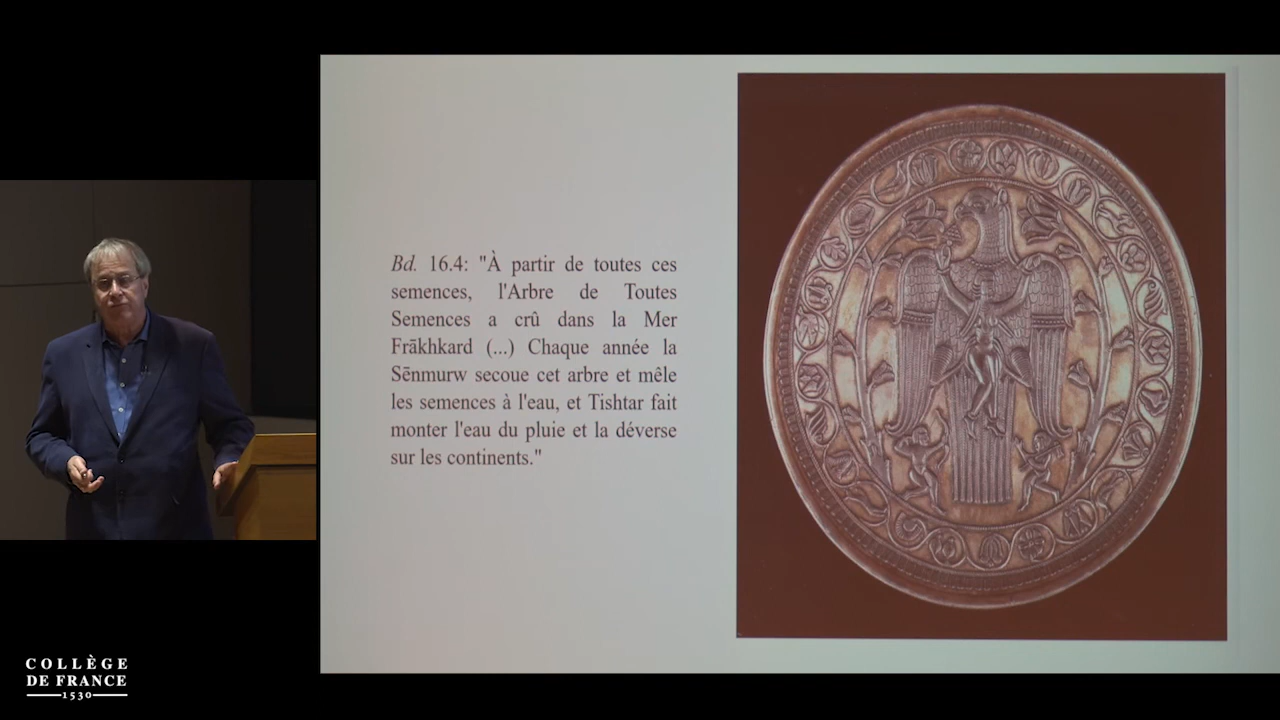 Bd. 16.4: "À partir de toutes ces
semences, l'Arbre de Toutes
Semences a crû dans la Mer
Frākhkard (...) Chaque année la
Sēnmurw secoue cet arbre et mêle
les semences à l'eau, et Tishtar fait
monter l'eau du pluie et la déverse
sur les continents."
COLLÈGE
DE FRANCE
1530